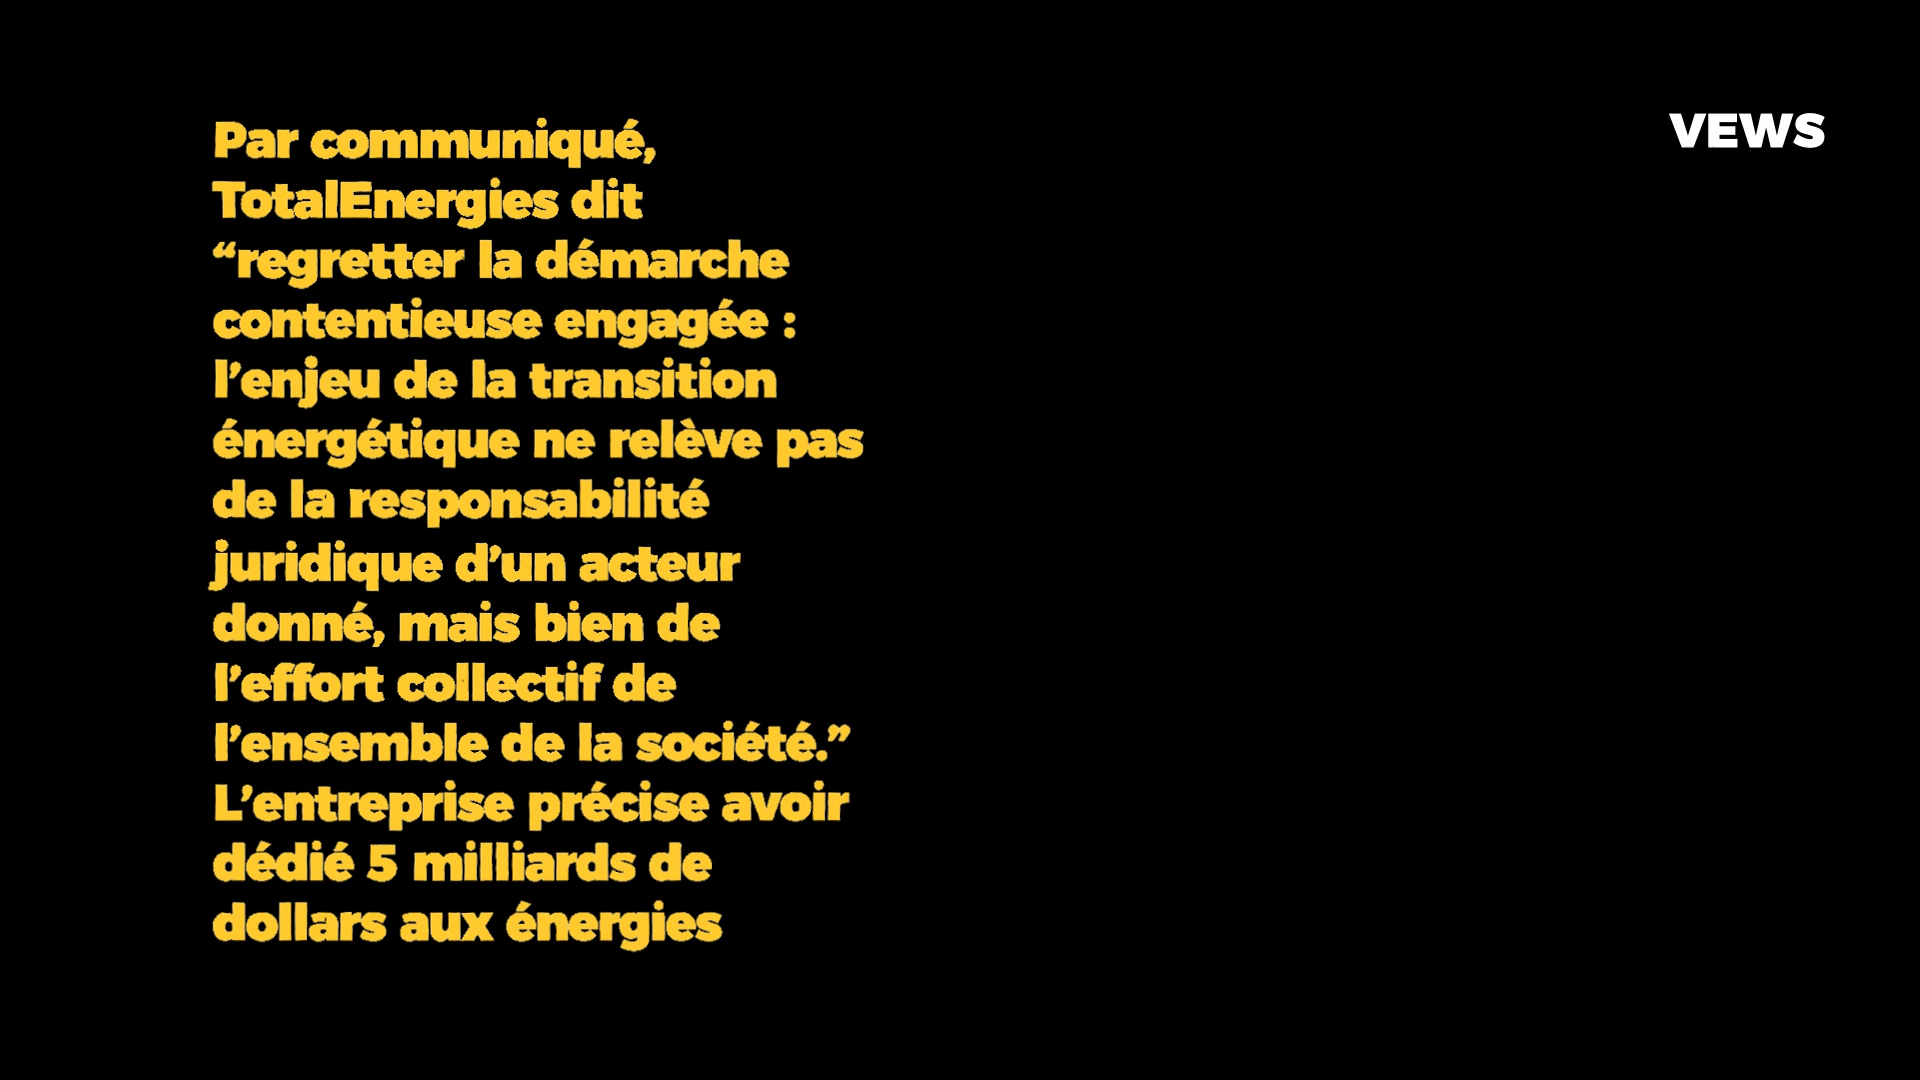 Par communiqué,
TotalEnergies dit
“regretter la démarche
contentieuse engagée :
l’enjeu de la transition
énergétique ne relève pas
de la responsabilité
juridique d’un acteur
donné, mais bien de
l’effort collectif de
l’ensemble de la société.”
L’entreprise précise avoir
dédié 5 milliards de
dollars aux énergies
VEWS